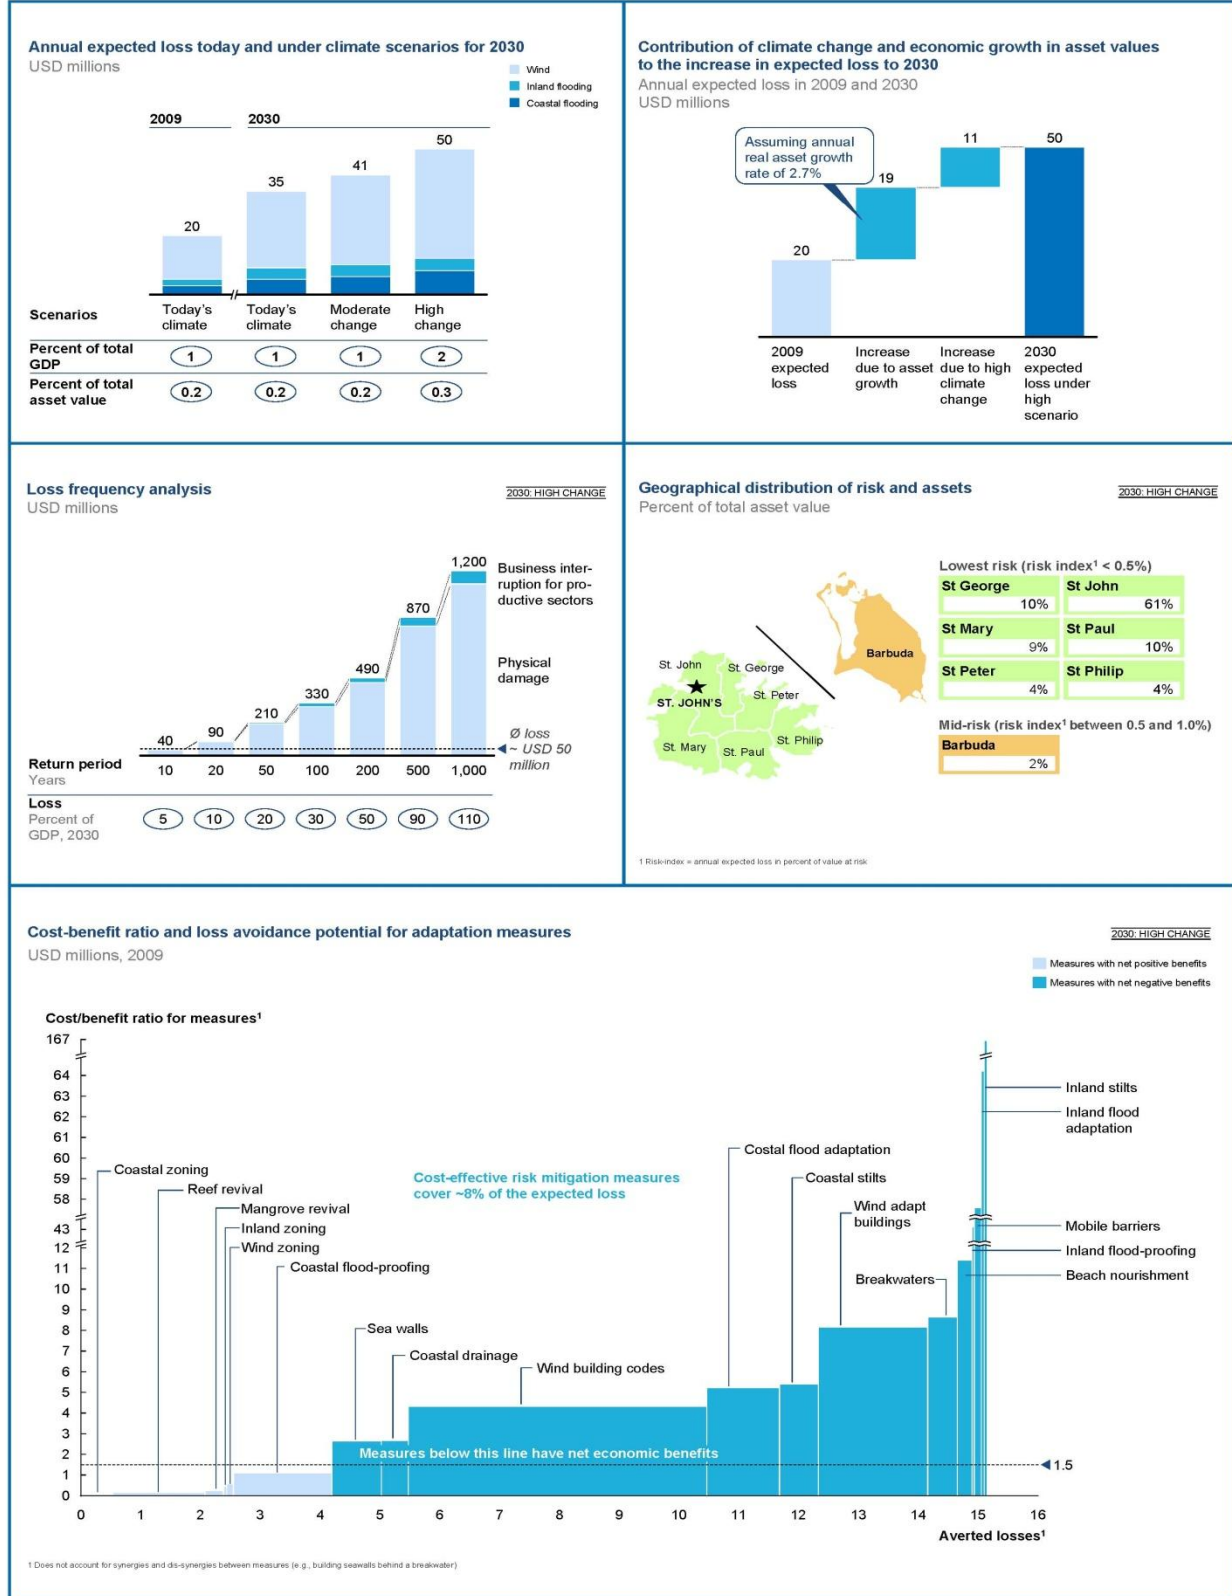 Annual expected loss today and under climate scenarios for 2030
USD millions
Wind
Inland flooding
Coastal flooding
2009
2030
20
35
41
50
Scenarios
Today's climate
Today's climate
Moderate change
High change
Percent of total GDP
1
1
1
2
Percent of total asset value
0.2
0.2
0.2
0.3
Contribution of climate change and economic growth in asset values
to the increase in expected loss to 2030
Annual expected loss in 2009 and 2030
USD millions
Assuming annual
real asset growth
rate of 2.7%
20
19
11
50
2009
expected
loss
Increase
due to asset
growth
Increase
due to high
climate
change
2030
expected
loss under
high
scenario
Loss frequency analysis
2030: HIGH CHANGE
USD millions
40
90
210
330
490
870
1,200
Business inter-
ruption for pro-
ductive sectors
Physical
damage
Ø loss
~ USD 50
million
Return period
Years
10
20
50
100
200
500
1,000
Loss
Percent of
GDP, 2030
5
10
20
30
50
90
110
Geographical distribution of risk and assets
2030: HIGH CHANGE
Percent of total asset value
St. John
St. George
St. Peter
ST. JOHN'S
St. Mary
St. Paul
St. Philip
Barbuda
Lowest risk (risk index1 < 0.5%)
St George
10%
St John
61%
St Mary
9%
St Paul
10%
St Peter
4%
St Philip
4%
Mid-risk (risk index1 between 0.5 and 1.0%)
Barbuda
2%
1 Risk-index = annual expected loss in percent of value at risk
Cost-benefit ratio and loss avoidance potential for adaptation measures
2030: HIGH CHANGE
USD millions, 2009
Measures with net positive benefits
Measures with net negative benefits
Cost/benefit ratio for measures1
167
64
63
62
61
60
59
58
43
12
11
10
9
8
7
6
5
4
3
2
1
0
Coastal zoning
Reef revival
Mangrove revival
Inland zoning
Wind zoning
Coastal flood-proofing
Cost-effective risk mitigation measures
cover ~8% of the expected loss
Sea walls
Coastal drainage
Wind building codes
Costal flood adaptation
Coastal stilts
Wind adapt
buildings
Breakwaters
Inland stilts
Inland flood
adaptation
Mobile barriers
Inland flood-proofing
Beach nourishment
Measures below this line have net economic benefits
1.5
0 1 2 3 4 5 6 7 8 9 10 11 12 13 14 15 16
Averted losses1
1 Does not account for synergies and dis-synergies between measures (e.g., building seawalls behind a breakwater)